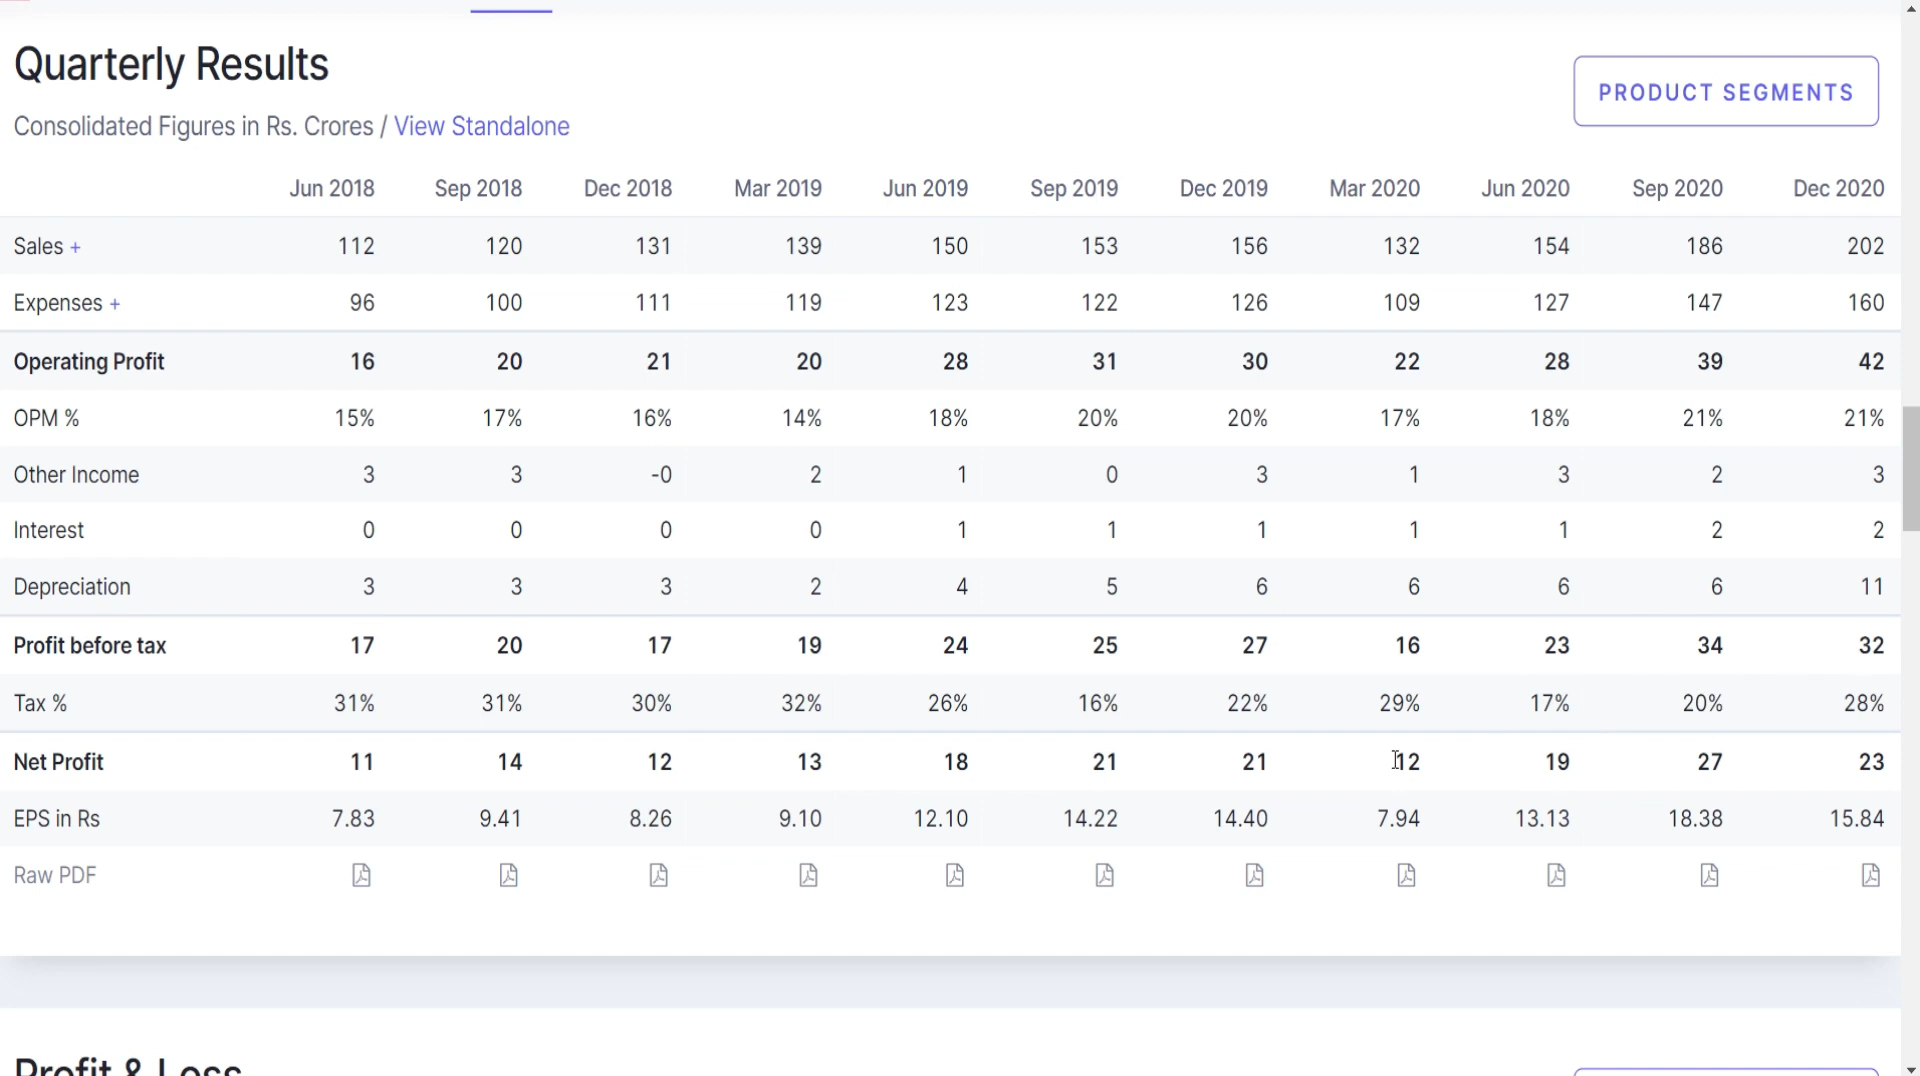 Quarterly Results
PRODUCT SEGMENTS
Consolidated Figures in Rs. Crores / View Standalone
Jun 2018 Sep 2018 Dec 2018 Mar 2019 Jun 2019 Sep 2019 Dec 2019 Mar 2020 Jun 2020 Sep 2020 Dec 2020
Sales + 112 120 131 139 150 153 156 132 154 186 202
Expenses + 96 100 111 119 123 122 126 109 127 147 160
Operating Profit 16 20 21 20 28 31 30 22 28 39 42
OPM % 15% 17% 16% 14% 18% 20% 20% 17% 18% 21% 21%
Other Income 3 3 -0 2 1 0 3 1 3 2 3
Interest 0 0 0 0 1 1 1 1 1 2 2
Depreciation 3 3 3 2 4 5 6 6 6 6 11
Profit before tax 17 20 17 19 24 25 27 16 23 34 32
Tax % 31% 31% 30% 32% 26% 16% 22% 29% 17% 20% 28%
Net Profit 11 14 12 13 18 21 21 12 19 27 23
EPS in Rs 7.83 9.41 8.26 9.10 12.10 14.22 14.40 7.94 13.13 18.38 15.84
Raw PDF
Profit & Loss